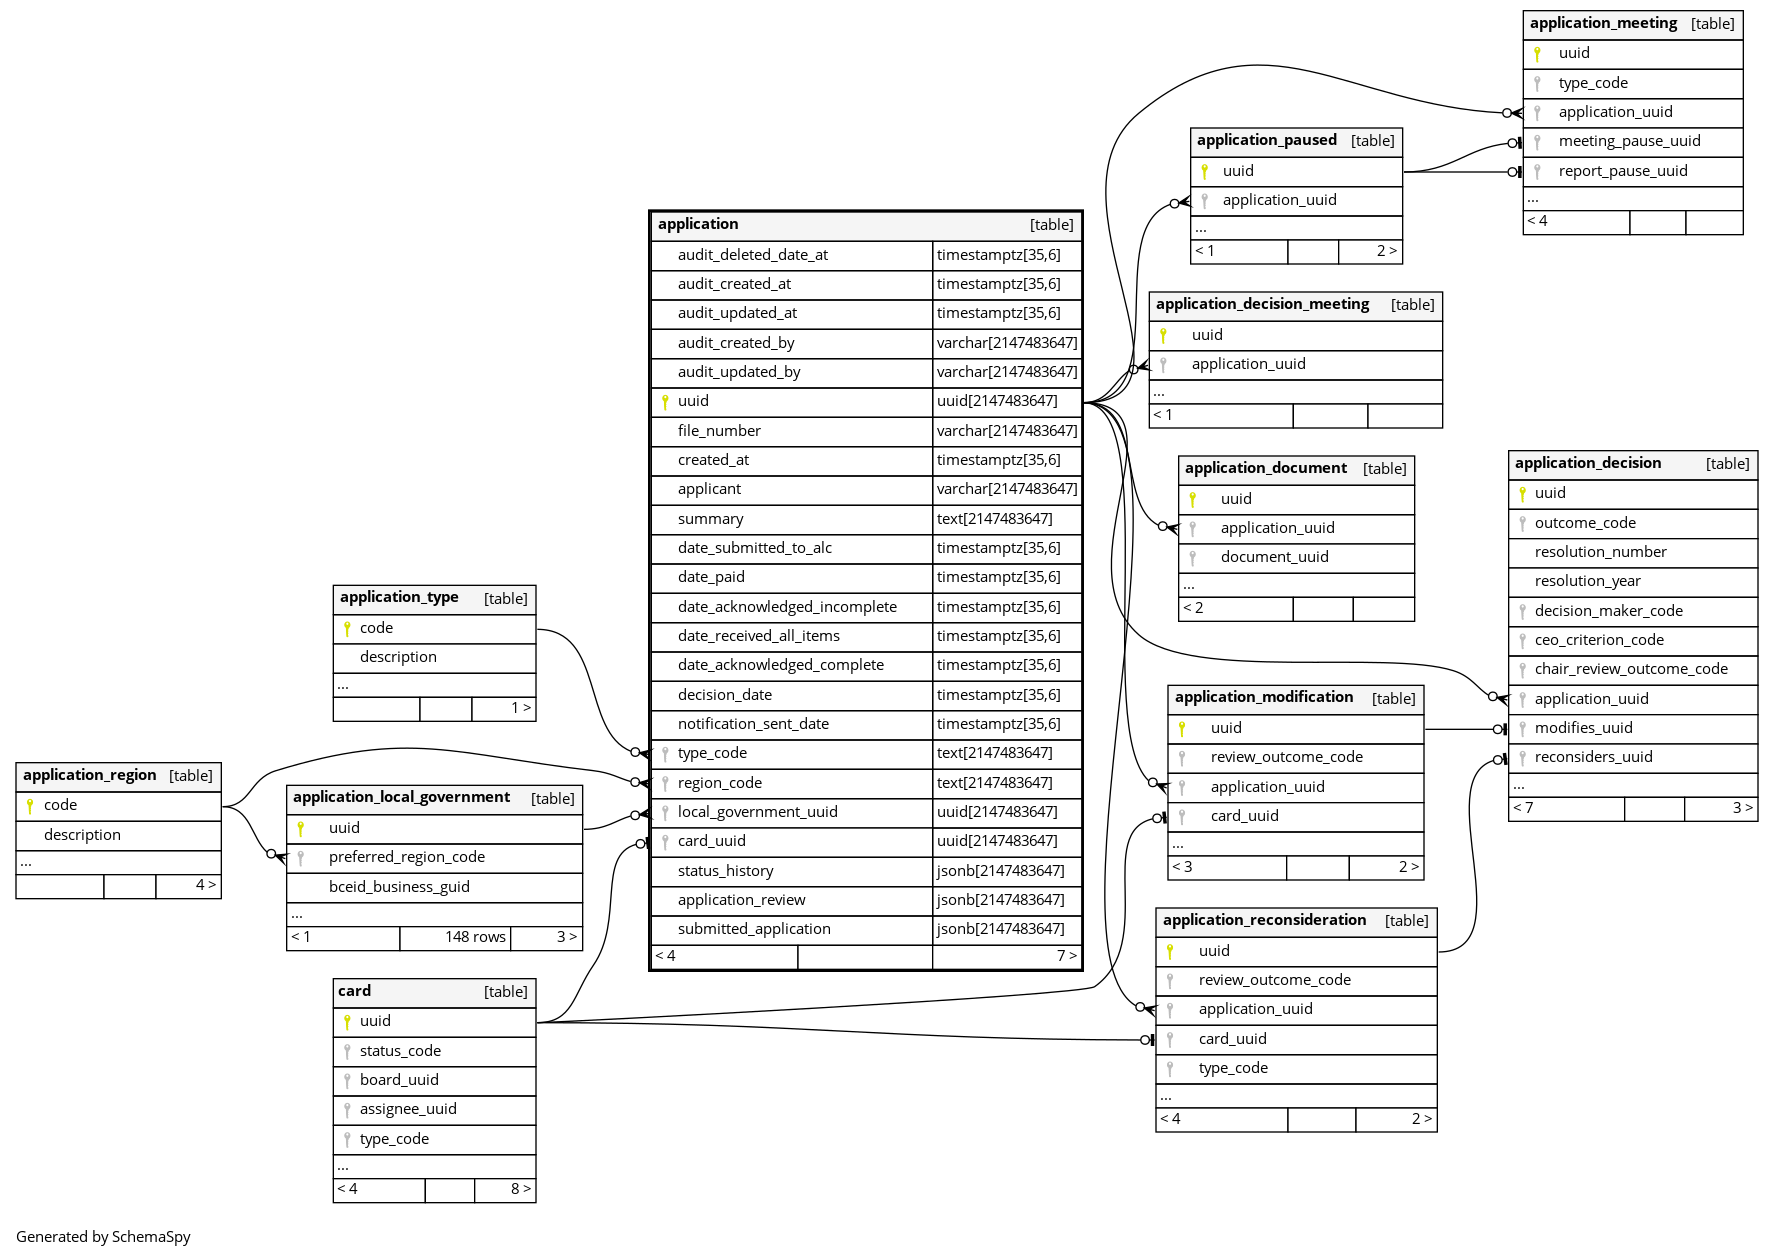 application_meeting [table]
uuid
type_code
application_uuid
meeting_pause_uuid
report_pause_uuid
...
< 4
application_paused [table]
uuid
application_uuid
...
< 1 2 >
application [table]
audit_deleted_date_at timestamptz[35,6]
audit_created_at timestamptz[35,6]
audit_updated_at timestamptz[35,6]
audit_created_by varchar[2147483647]
audit_updated_by varchar[2147483647]
uuid uuid[2147483647]
file_number varchar[2147483647]
created_at timestamptz[35,6]
applicant varchar[2147483647]
summary text[2147483647]
date_submitted_to_alc timestamptz[35,6]
date_paid timestamptz[35,6]
date_acknowledged_incomplete timestamptz[35,6]
date_received_all_items timestamptz[35,6]
date_acknowledged_complete timestamptz[35,6]
decision_date timestamptz[35,6]
notification_sent_date timestamptz[35,6]
type_code text[2147483647]
region_code text[2147483647]
local_government_uuid uuid[2147483647]
card_uuid uuid[2147483647]
status_history jsonb[2147483647]
application_review jsonb[2147483647]
submitted_application jsonb[2147483647]
< 4 7 >
application_decision_meeting [table]
uuid
application_uuid
...
< 1
application_document [table]
uuid
application_uuid
document_uuid
...
< 2
application_decision [table]
uuid
outcome_code
resolution_number
resolution_year
decision_maker_code
ceo_criterion_code
chair_review_outcome_code
application_uuid
modifies_uuid
reconsiders_uuid
...
< 7 3 >
application_type [table]
code
description
...
1 >
application_modification [table]
uuid
review_outcome_code
application_uuid
card_uuid
...
< 3 2 >
application_region [table]
code
description
...
4 >
application_local_government [table]
uuid
preferred_region_code
bceid_business_guid
...
< 1 148 rows 3 >
application_reconsideration [table]
uuid
review_outcome_code
application_uuid
card_uuid
type_code
...
< 4 2 >
card [table]
uuid
status_code
board_uuid
assignee_uuid
type_code
...
< 4 8 >
Generated by SchemaSpy